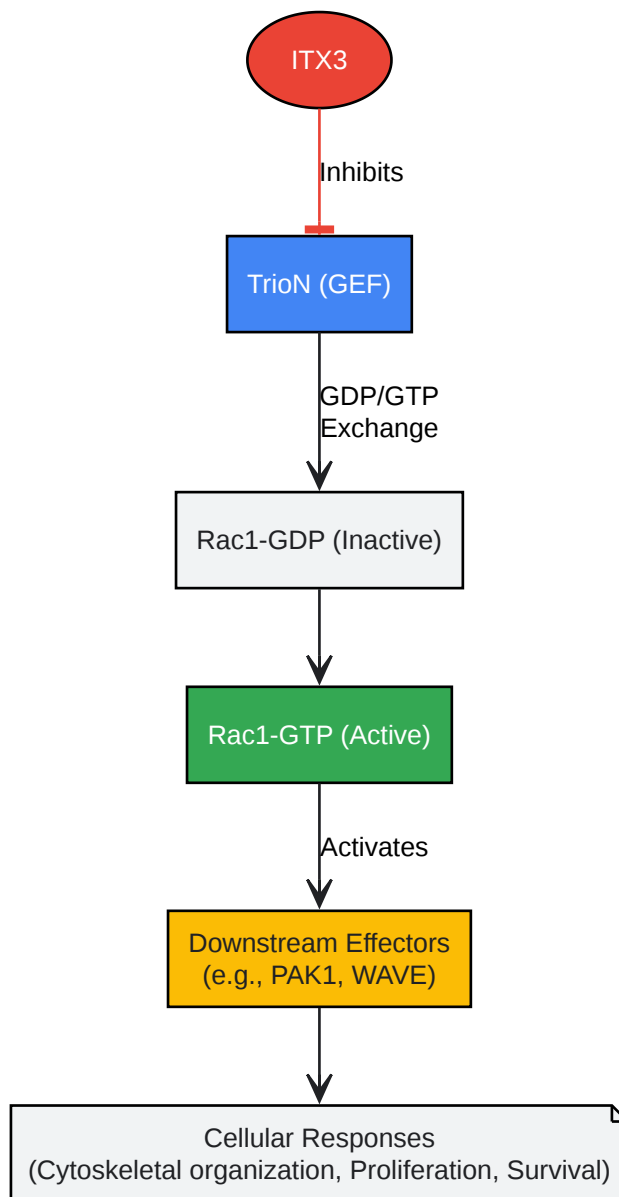 ITX3
Inhibits
TrioN (GEF)
GDP/GTP
Exchange
Rac1-GDP (Inactive)
Rac1-GTP (Active)
Activates
Downstream Effectors
(e.g., PAK1, WAVE)
Cellular Responses
(Cytoskeletal organization, Proliferation, Survival)